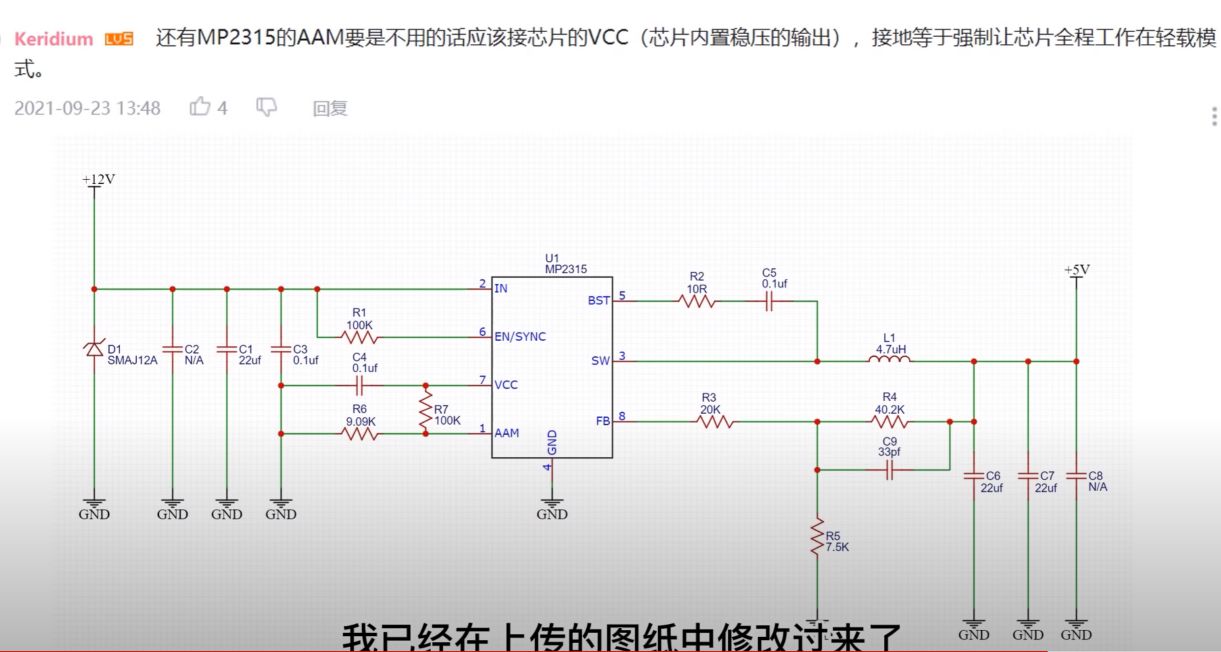 Keridium LV5 还有MP2315的AAM要是不用的话应该接芯片的VCC（芯片内置稳压的输出），接地等于强制让芯片全程工作在轻载模
式。
2021-09-23 13:48 4 回复
+12V
U1
MP2315
2 IN
BST 5
R2
10R
C5
0.1uf
+5V
R1
100K
6 EN/SYNC
D1
SMAJ12A
C2
N/A
C1
22uf
C3
0.1uf
C4
0.1uf
SW 3
L1
4.7uH
7 VCC
R6
9.09K
R7
100K
1 AAM
GND
4
FB 8
R3
20K
R4
40.2K
C9
33pf
C6
22uf
C7
22uf
C8
N/A
GND
GND
GND
GND
GND
R5
7.5K
GND
GND
GND
我已经在上传的图纸中修改过来了